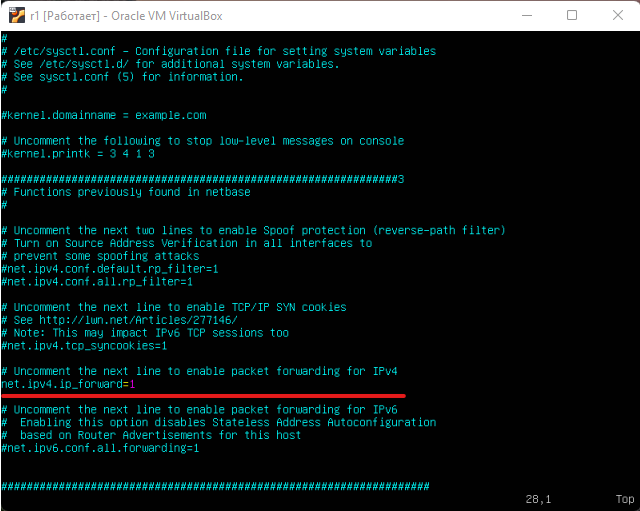 r1 [Работает] - Oracle VM VirtualBox
#
# /etc/sysctl.conf - Configuration file for setting system variables
# See /etc/sysctl.d/ for additional system variables.
# See sysctl.conf (5) for information.
#
#kernel.domainname = example.com
# Uncomment the following to stop low-level messages on console
#kernel.printk = 3 4 1 3
##############################################################3
# Functions previously found in netbase
#
# Uncomment the next two lines to enable Spoof protection (reverse-path filter)
# Turn on Source Address Verification in all interfaces to
# prevent some spoofing attacks
#net.ipv4.conf.default.rp_filter=1
#net.ipv4.conf.all.rp_filter=1
# Uncomment the next line to enable TCP/IP SYN cookies
# See http://lwn.net/Articles/277146/
# Note: This may impact IPv6 TCP sessions too
#net.ipv4.tcp_syncookies=1
# Uncomment the next line to enable packet forwarding for IPv4
net.ipv4.ip_forward=1
# Uncomment the next line to enable packet forwarding for IPv6
#  Enabling this option disables Stateless Address Autoconfiguration
#  based on Router Advertisements for this host
#net.ipv6.conf.all.forwarding=1
###################################################################
28,1 Top